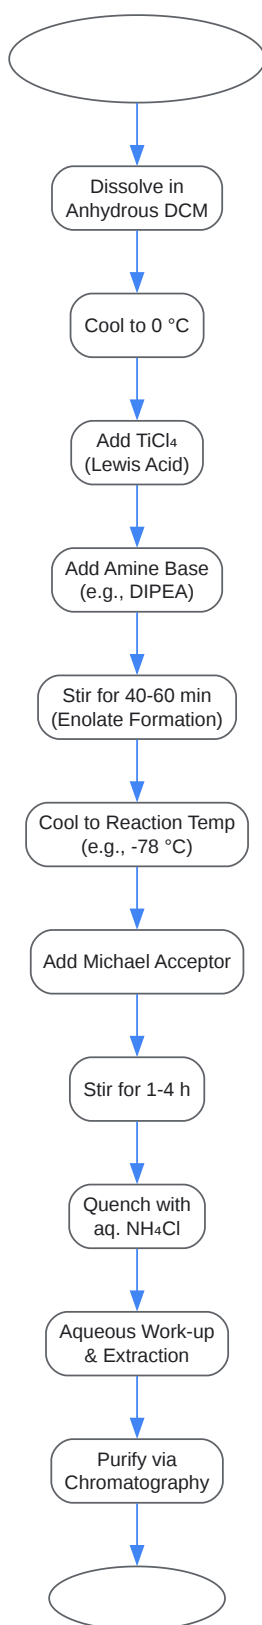 Dissolve in
Anhydrous DCM
Cool to 0 °C
Add TiCl₄
(Lewis Acid)
Add Amine Base
(e.g., DIPEA)
Stir for 40-60 min
(Enolate Formation)
Cool to Reaction Temp
(e.g., -78 °C)
Add Michael Acceptor
Stir for 1-4 h
Quench with
aq. NH₄Cl
Aqueous Work-up
& Extraction
Purify via
Chromatography